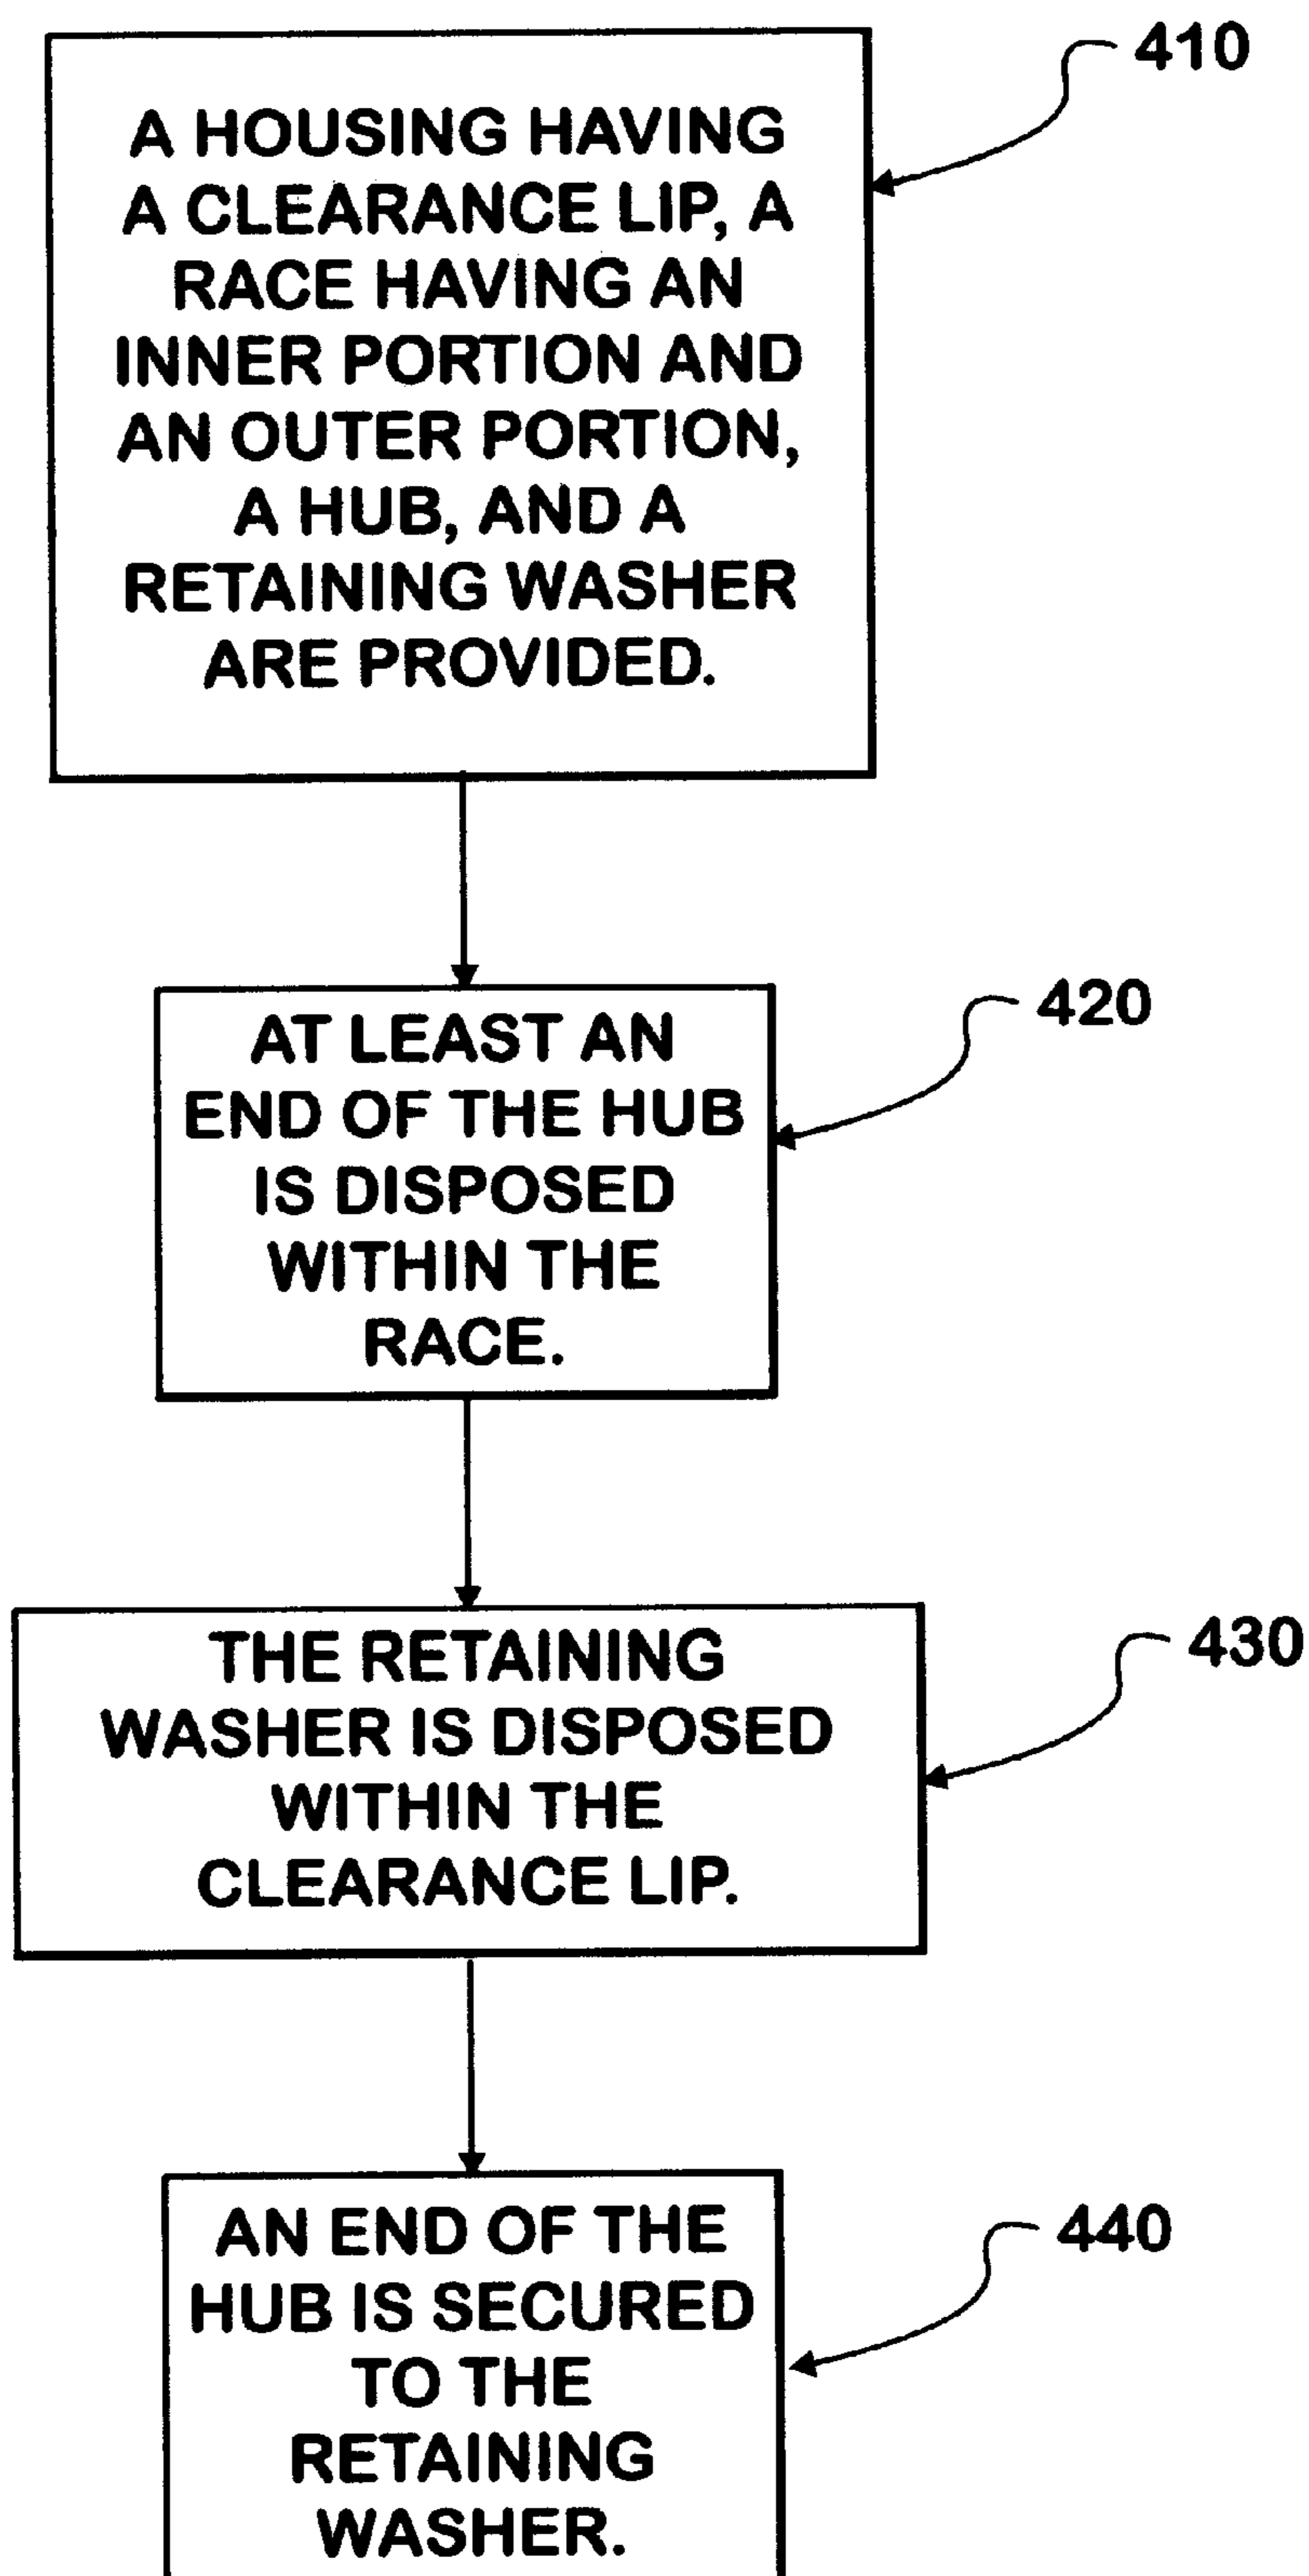 410
A HOUSING HAVING
A CLEARANCE LIP, A
RACE HAVING AN
INNER PORTION AND
AN OUTER PORTION,
A HUB, AND A
RETAINING WASHER
ARE PROVIDED.
420
AT LEAST AN
END OF THE HUB
IS DISPOSED
WITHIN THE
RACE.
430
THE RETAINING
WASHER IS DISPOSED
WITHIN THE
CLEARANCE LIP.
440
AN END OF THE
HUB IS SECURED
TO THE
RETAINING
WASHER.